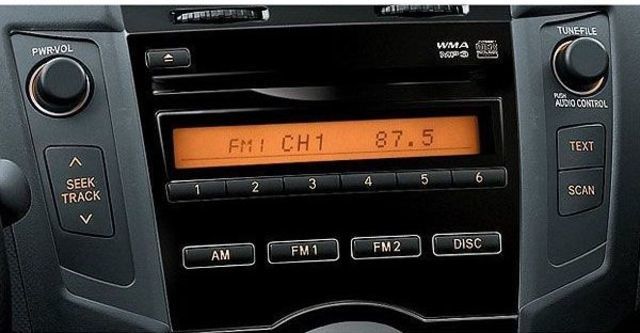 PWR·VOL
WMA
MP3
TUNE·FILE
PUSH
AUDIO CONTROL
FM1 CH1 87.5
SEEK
TRACK
1 2 3 4 5 6
TEXT
SCAN
AM FM1 FM2 DISC